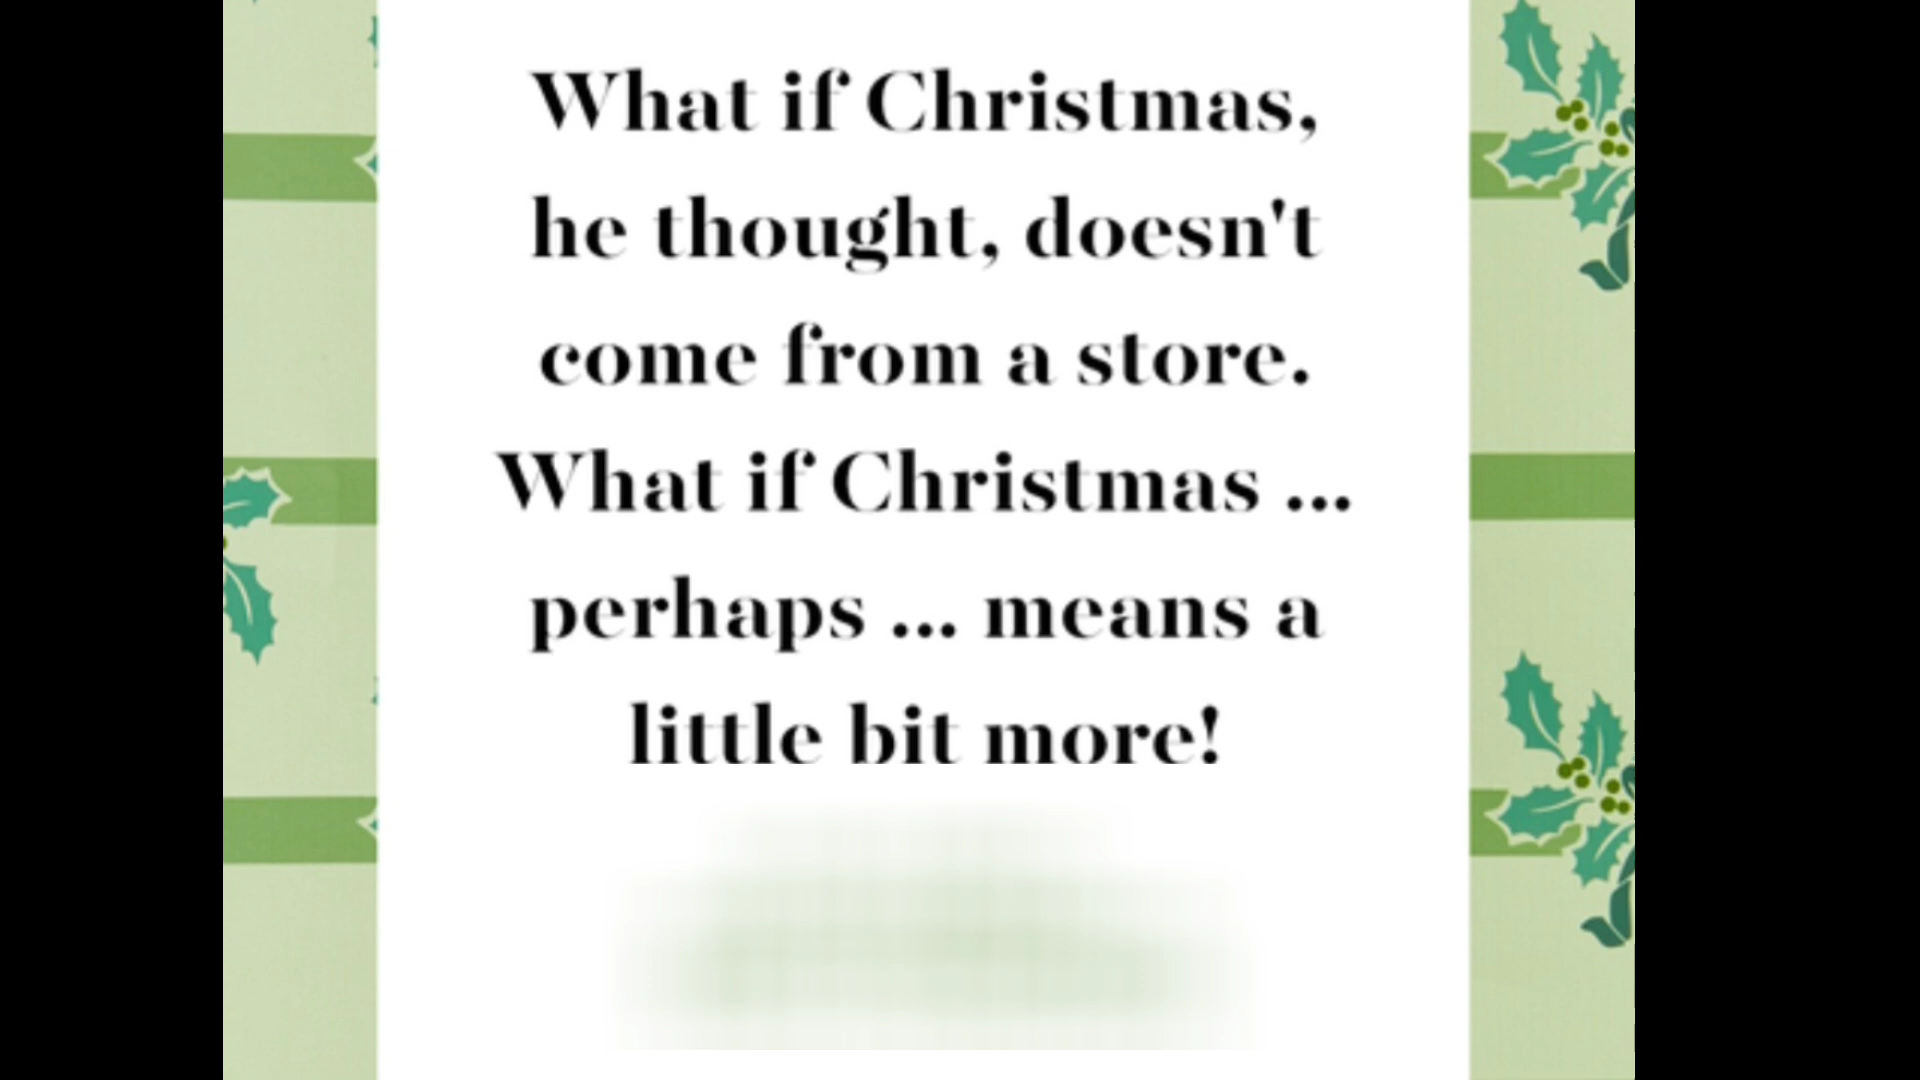 What if Christmas,
he thought, doesn't
come from a store.
What if Christmas ...
perhaps ... means a
little bit more!